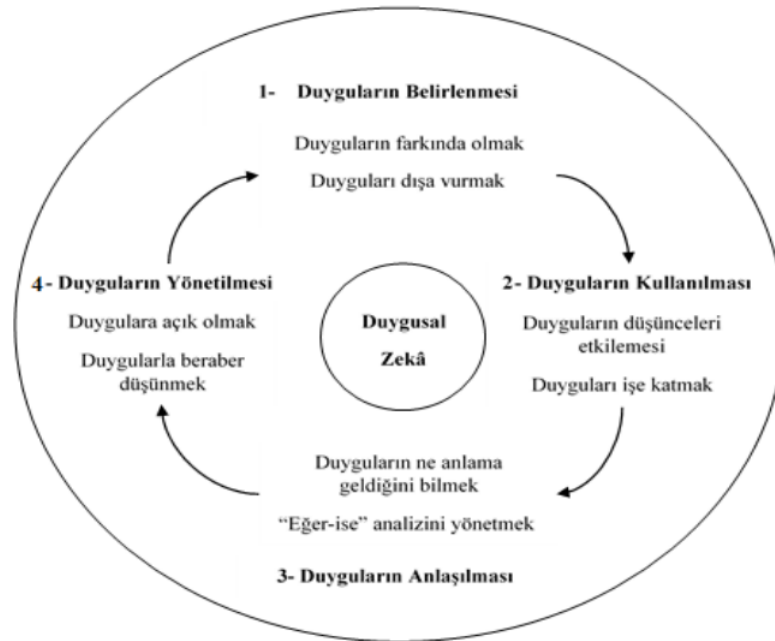 1- Duyguların Belirlenmesi
Duyguların farkında olmak
Duyguları dışa vurmak
2- Duyguların Kullanılması
Duyguların düşünceleri
etkilemesi
Duyguları işe katmak
Duyguların ne anlama
geldiğini bilmek
“Eğer-ise” analizini yönetmek
3- Duyguların Anlaşılması
4- Duyguların Yönetilmesi
Duygulara açık olmak
Duygularla beraber
düşünmek
Duygusal
Zekâ